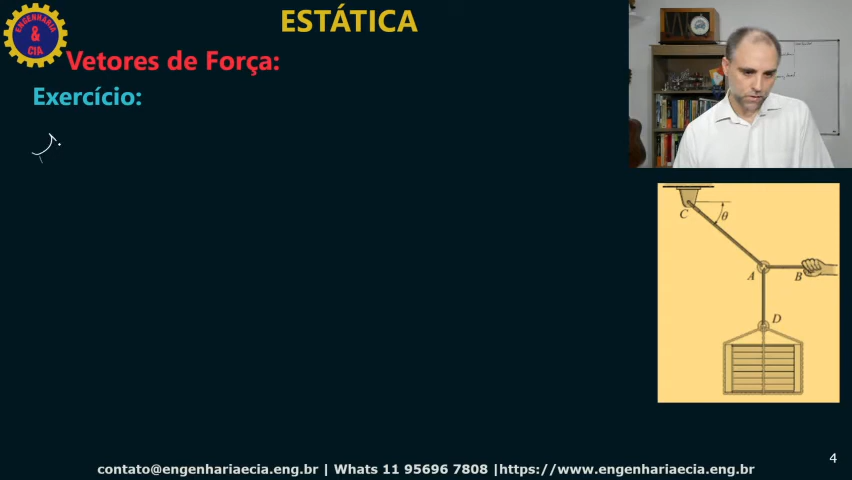 ESTÁTICA
ENGENHARIA
&
CIA
Vetores de Força:
Exercício:
C
θ
A
B
D
4
contato@engenhariaecia.eng.br | Whats 11 95696 7808 |https://www.engenhariaecia.eng.br